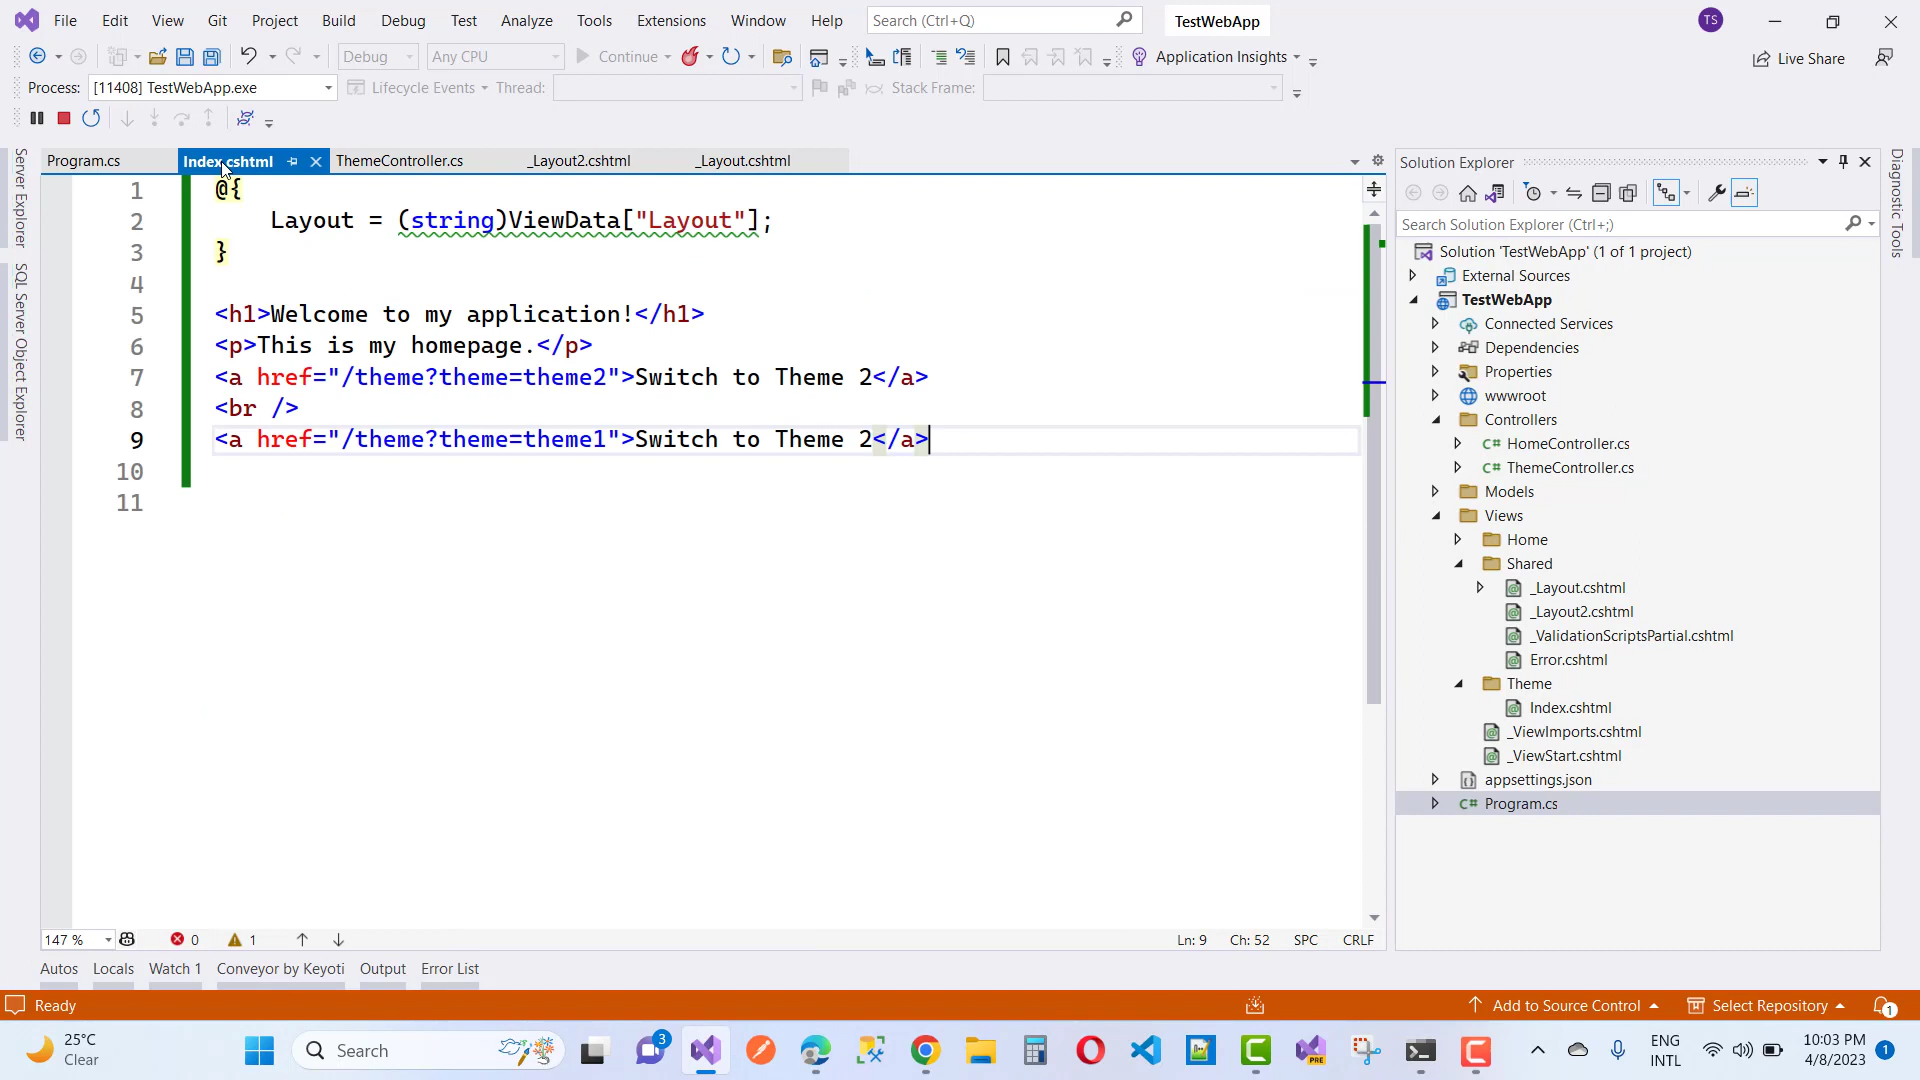 File Edit View Git Project Build Debug Test Analyze Tools Extensions Window Help Search (Ctrl+Q) TestWebApp TS
Debug Any CPU Continue Application Insights Live Share
Process: [11408] TestWebApp.exe Lifecycle Events Thread: Stack Frame:
Program.cs Index.cshtml ThemeController.cs _Layout2.cshtml _Layout.cshtml
Server Explorer
SQL Server Object Explorer
1 @{
2 Layout = (string)ViewData["Layout"];
3 }
4
5 <h1>Welcome to my application!</h1>
6 <p>This is my homepage.</p>
7 <a href="/theme?theme=theme2">Switch to Theme 2</a>
8 <br />
9 <a href="/theme?theme=theme1">Switch to Theme 2</a>
10
11
147 % 0 1 Ln: 9 Ch: 52 SPC CRLF
Solution Explorer
Search Solution Explorer (Ctrl+;)
Solution 'TestWebApp' (1 of 1 project)
External Sources
TestWebApp
Connected Services
Dependencies
Properties
wwwroot
Controllers
C# HomeController.cs
C# ThemeController.cs
Models
Views
Home
Shared
_Layout.cshtml
_Layout2.cshtml
_ValidationScriptsPartial.cshtml
Error.cshtml
Theme
Index.cshtml
_ViewImports.cshtml
_ViewStart.cshtml
appsettings.json
C# Program.cs
Diagnostic Tools
Autos Locals Watch 1 Conveyor by Keyoti Output Error List
Ready Add to Source Control Select Repository 1
25°C
Clear
Search
3
PRE
ENG
INTL
10:03 PM
4/8/2023
1